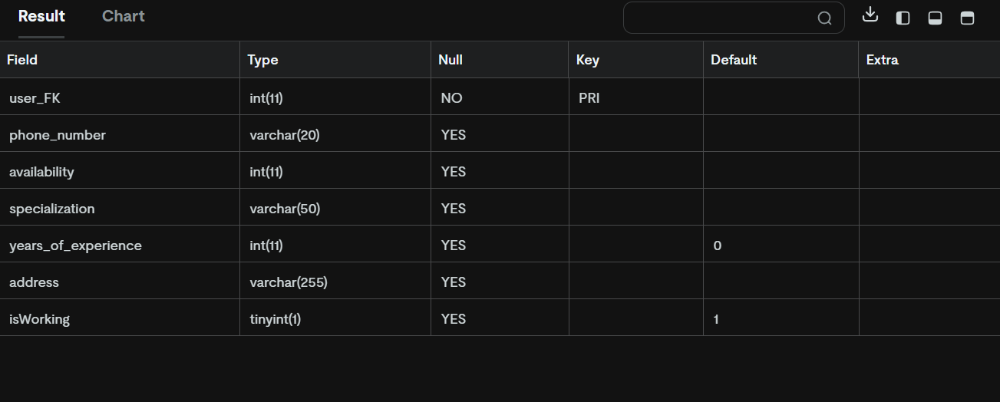 Result Chart
Field Type Null Key Default Extra
user_FK int(11) NO PRI
phone_number varchar(20) YES
availability int(11) YES
specialization varchar(50) YES
years_of_experience int(11) YES 0
address varchar(255) YES
isWorking tinyint(1) YES 1